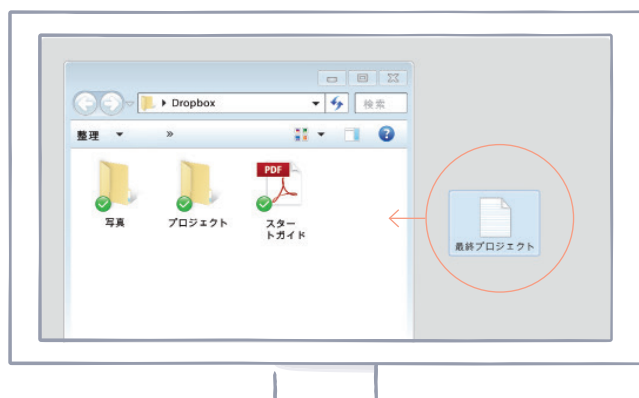 Dropbox
検索
整理
»
?
PDF
写真
プロジェクト
スター
トガイド
最終プロジェクト